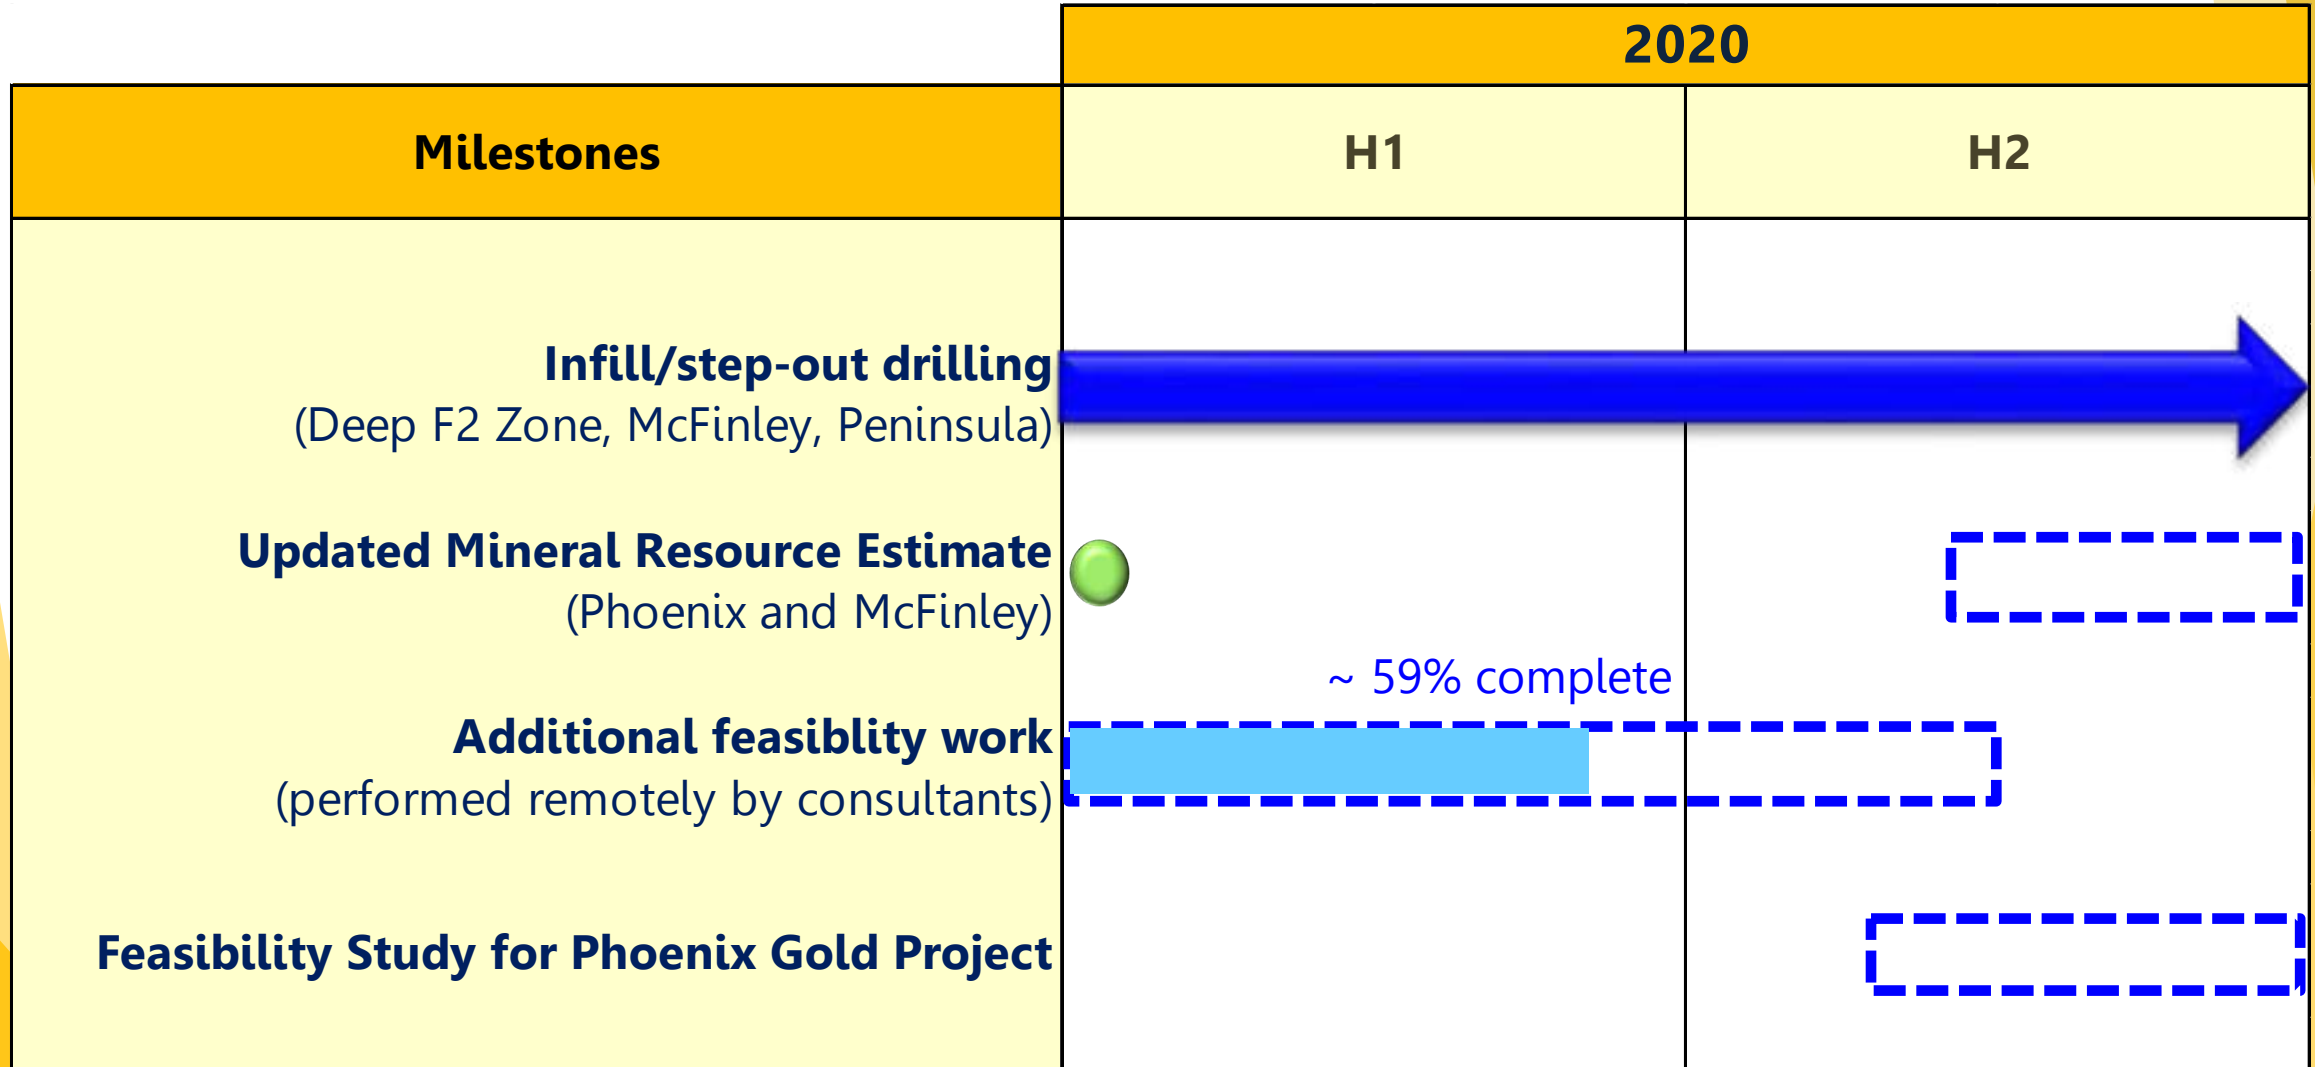 2020
Milestones
H1
H2
Infill/step-out drilling
(Deep F2 Zone, McFinley, Peninsula)
Updated Mineral Resource Estimate
(Phoenix and McFinley)
~ 59% complete
Additional feasiblity work
(performed remotely by consultants)
Feasibility Study for Phoenix Gold Project